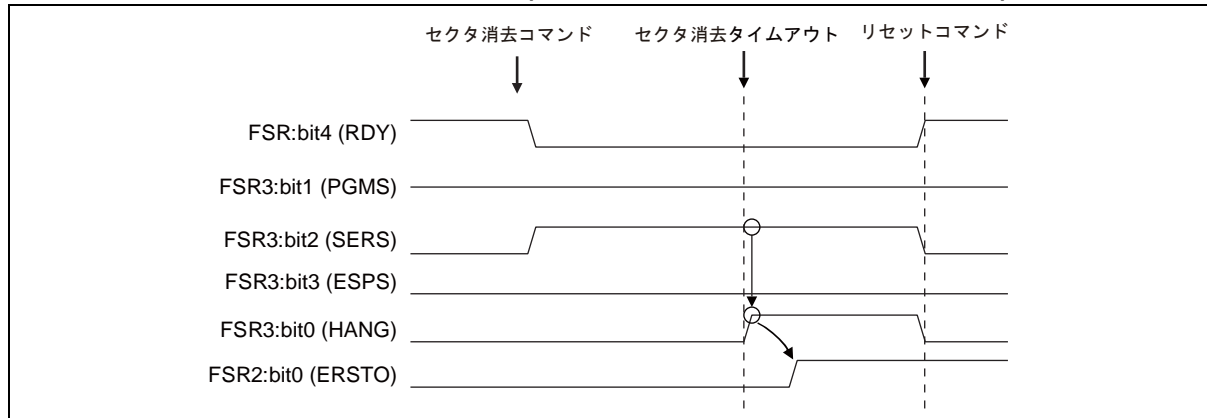 セクタ消去コマンド セクタ消去タイムアウト リセットコマンド
FSR:bit4 (RDY)
FSR3:bit1 (PGMS)
FSR3:bit2 (SERS)
FSR3:bit3 (ESPS)
FSR3:bit0 (HANG)
FSR2:bit0 (ERSTO)